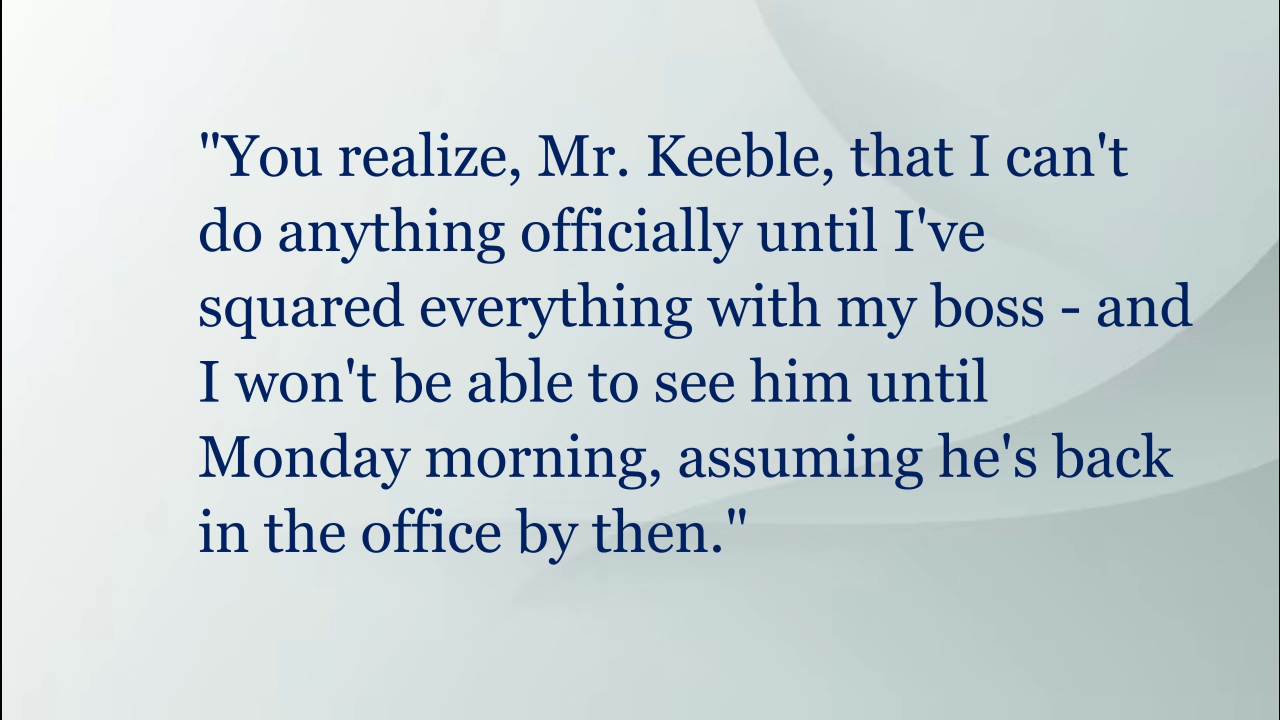 "You realize, Mr. Keeble, that I can't
do anything officially until I've
squared everything with my boss - and
I won't be able to see him until
Monday morning, assuming he's back
in the office by then."